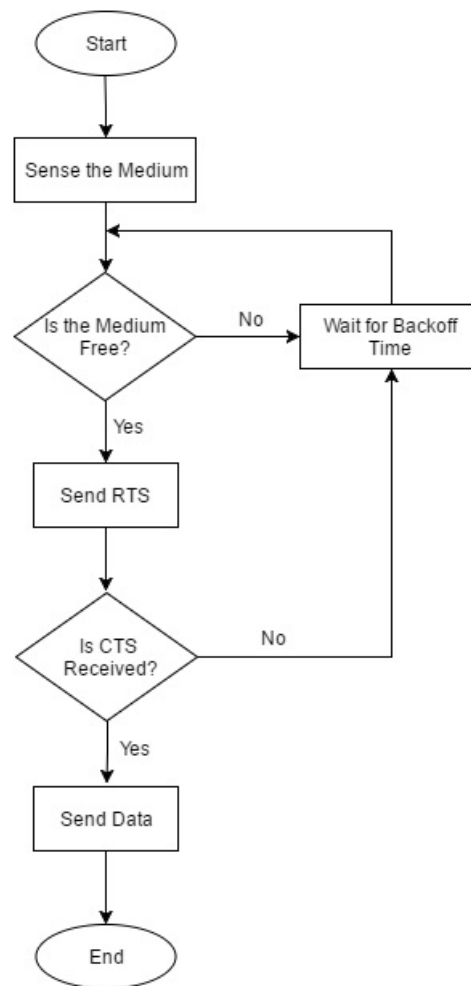 Start
Sense the Medium
Is the Medium
Free?
No
Wait for Backoff
Time
Yes
Send RTS
Is CTS
Received?
No
Yes
Send Data
End